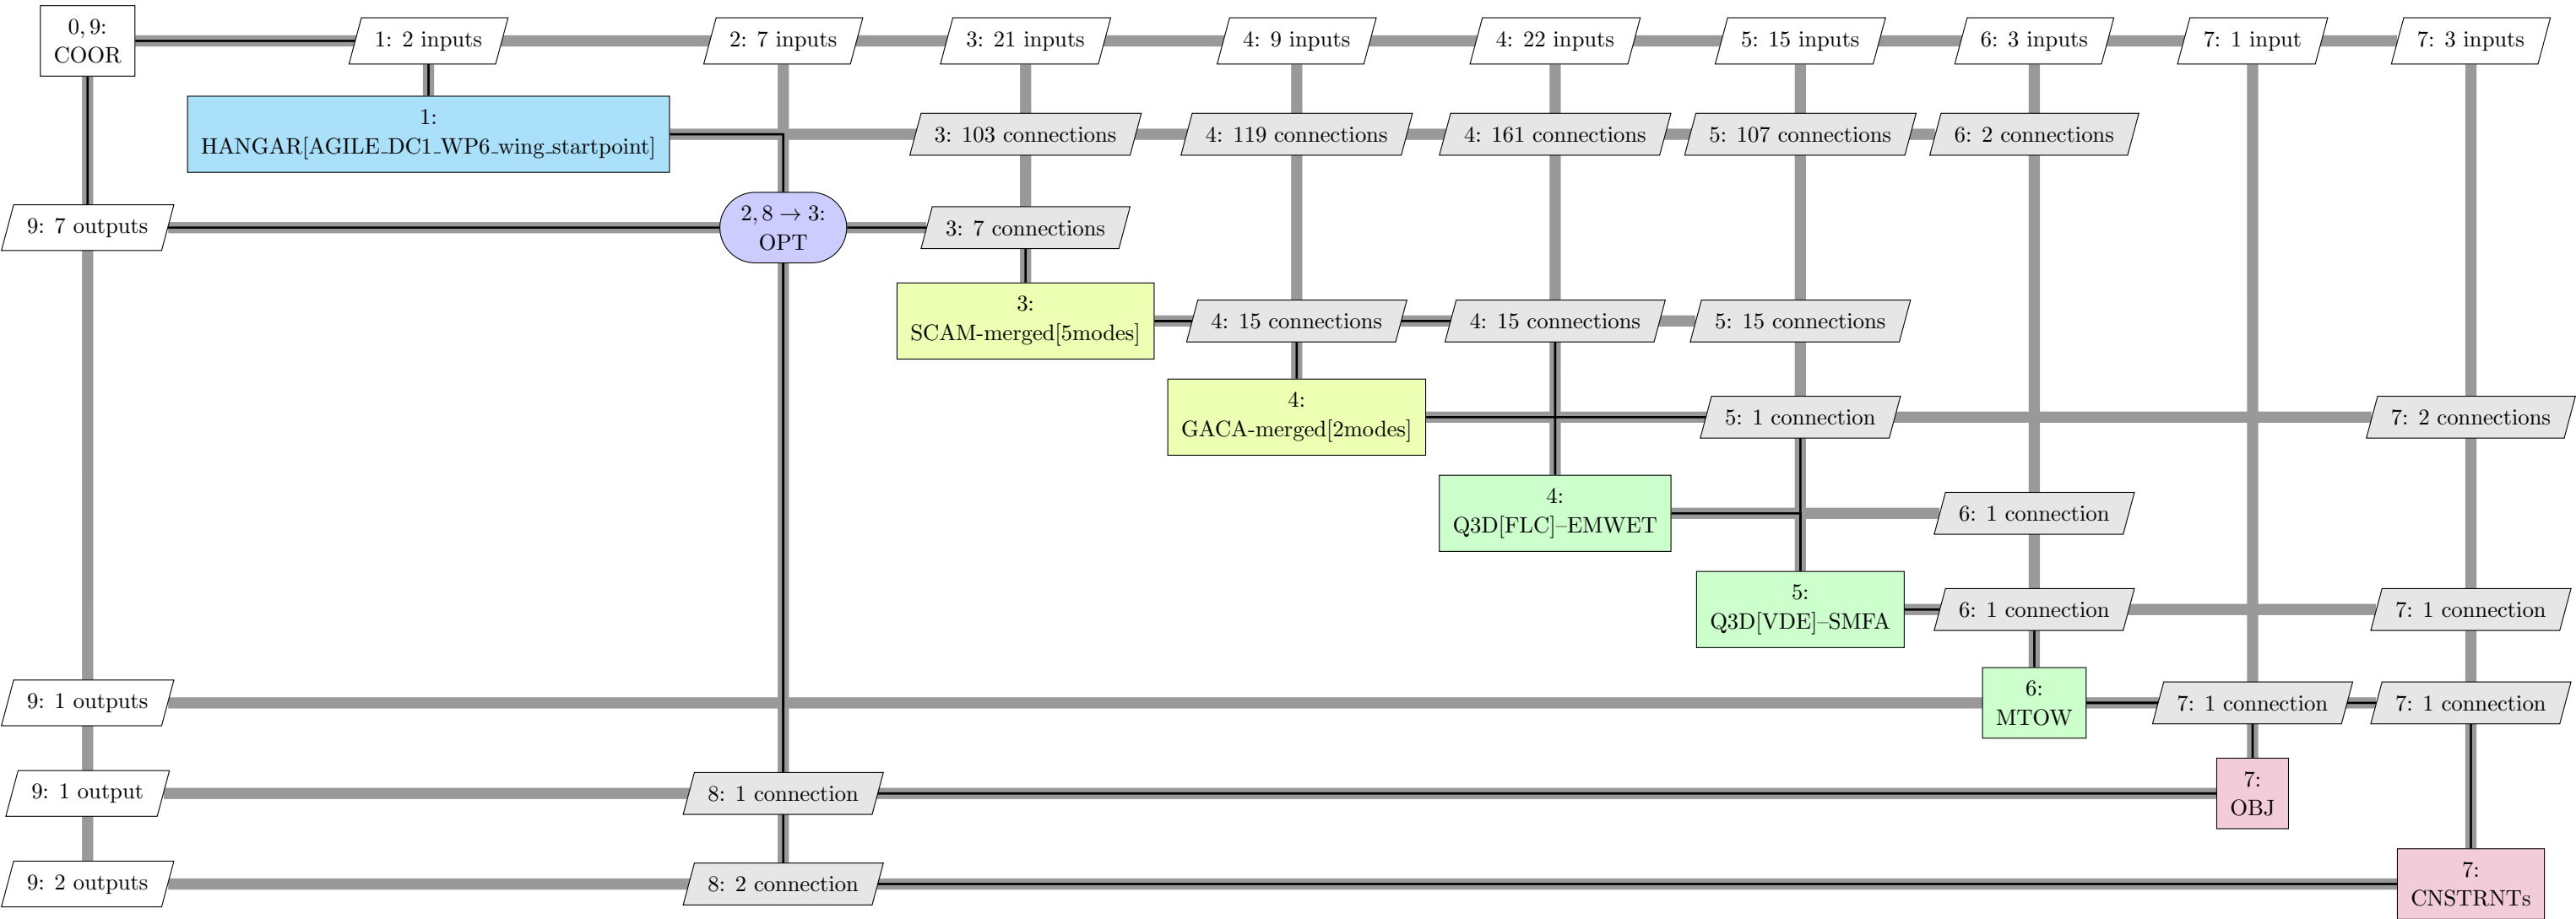 0, 9:
COOR
1: 2 inputs
2: 7 inputs
3: 21 inputs
4: 9 inputs
4: 22 inputs
5: 15 inputs
6: 3 inputs
7: 1 input
7: 3 inputs
1:
HANGAR[AGILE_DC1_WP6_wing_startpoint]
3: 103 connections
4: 119 connections
4: 161 connections
5: 107 connections
6: 2 connections
9: 7 outputs
2, 8 → 3:
OPT
3: 7 connections
3:
SCAM-merged[5modes]
4: 15 connections
4: 15 connections
5: 15 connections
4:
GACA-merged[2modes]
5: 1 connection
7: 2 connections
4:
Q3D[FLC]–EMWET
6: 1 connection
5:
Q3D[VDE]–SMFA
6: 1 connection
7: 1 connection
9: 1 outputs
6:
MTOW
7: 1 connection
7: 1 connection
9: 1 output
8: 1 connection
7:
OBJ
9: 2 outputs
8: 2 connection
7:
CNSTRNTs